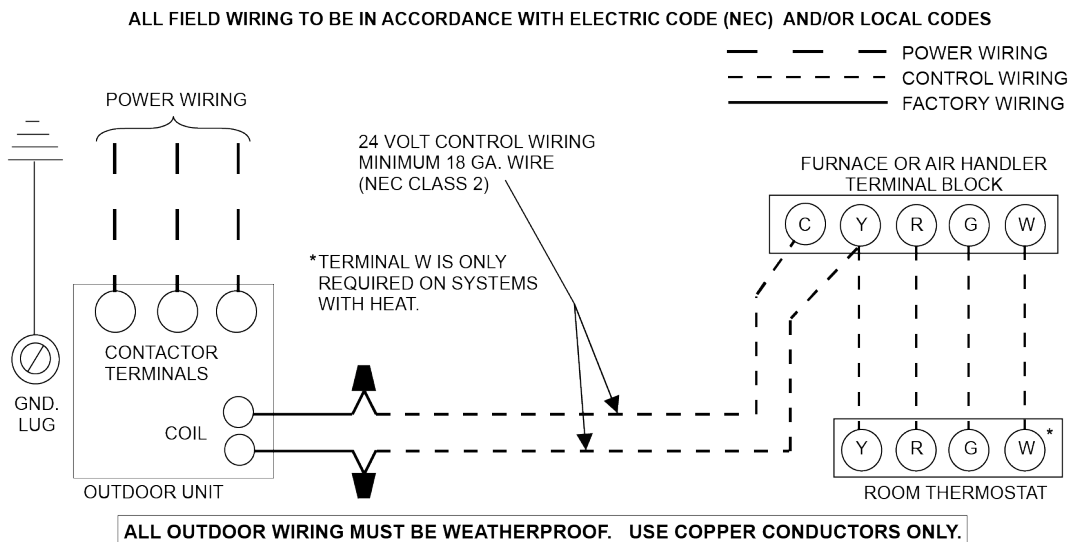 ALL FIELD WIRING TO BE IN ACCORDANCE WITH ELECTRIC CODE (NEC) AND/OR LOCAL CODES
POWER WIRING
CONTROL WIRING
FACTORY WIRING
POWER WIRING
24 VOLT CONTROL WIRING
MINIMUM 18 GA. WIRE
(NEC CLASS 2)
FURNACE OR AIR HANDLER
TERMINAL BLOCK
C Y R G W
*TERMINAL W IS ONLY
REQUIRED ON SYSTEMS
WITH HEAT.
CONTACTOR
TERMINALS
GND.
LUG
COIL
Y R G W *
OUTDOOR UNIT
ROOM THERMOSTAT
ALL OUTDOOR WIRING MUST BE WEATHERPROOF. USE COPPER CONDUCTORS ONLY.